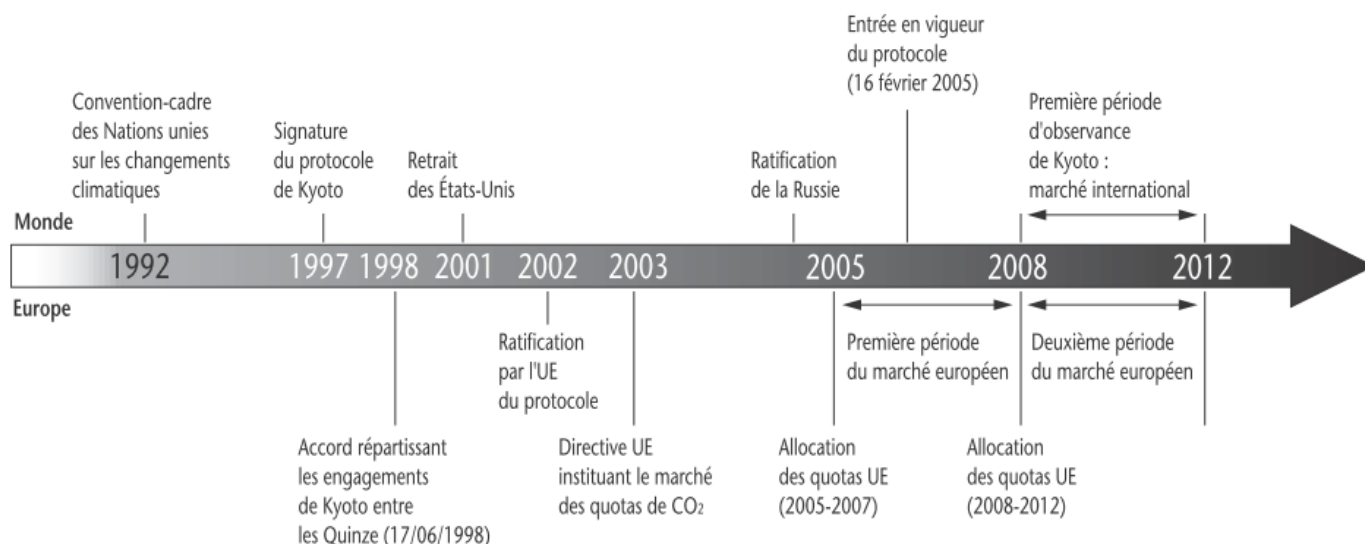 Entrée en vigueur
du protocole
(16 février 2005)
Convention-cadre
des Nations unies
sur les changements
climatiques
Signature
du protocole
de Kyoto
Retrait
des États-Unis
Ratification
de la Russie
Première période
d'observance
de Kyoto :
marché international
Monde
1992 1997 1998 2001 2002 2003 2005 2008 2012
Europe
Ratification
par l'UE
du protocole
Première période
du marché européen
Deuxième période
du marché européen
Accord répartissant
les engagements
de Kyoto entre
les Quinze (17/06/1998)
Directive UE
instituant le marché
des quotas de CO2
Allocation
des quotas UE
(2005-2007)
Allocation
des quotas UE
(2008-2012)